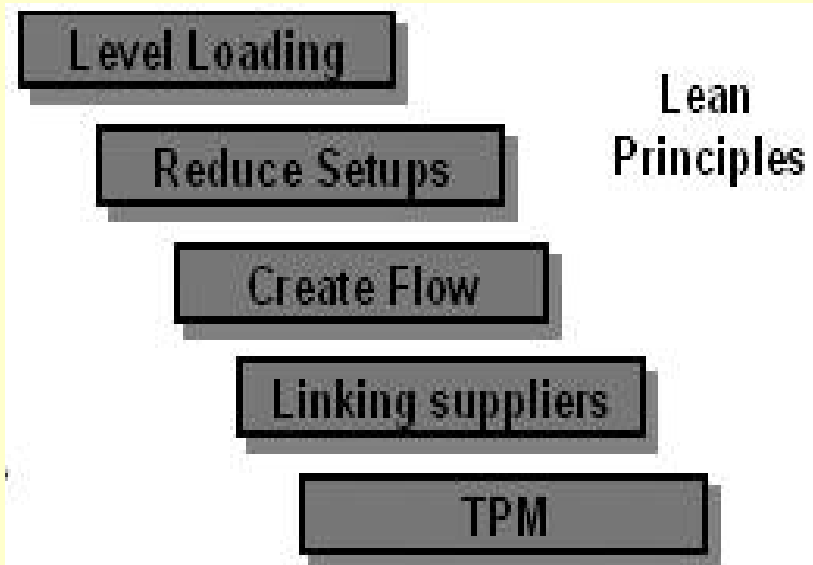 Level Loading
Lean
Principles
Reduce Setups
Create Flow
Linking suppliers
TPM